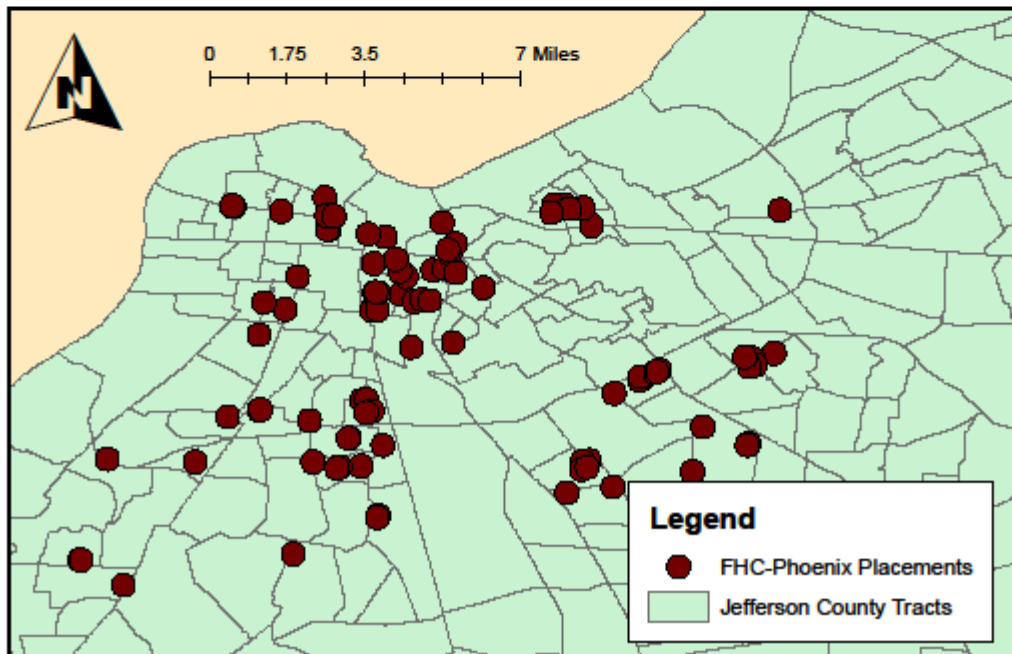 0 1.75 3.5 7 Miles
N
Legend
FHC-Phoenix Placements
Jefferson County Tracts